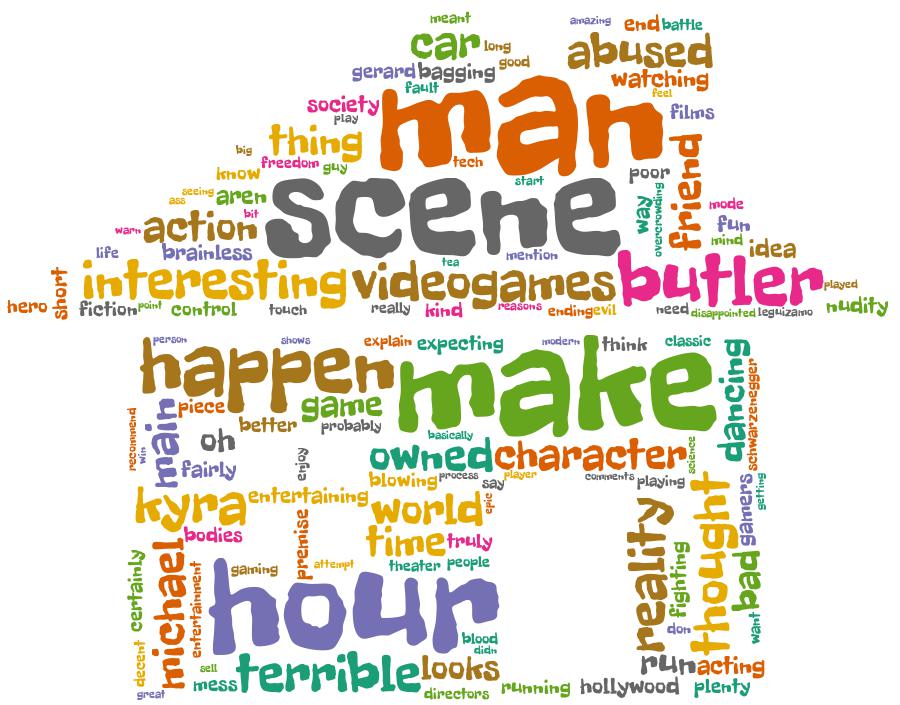 meant
amazing end battle
car long abused
gerard bagging good watching
fault feel
society man films
play
thing tech
big freedom guy friend
know start poor
seeing
ass aren scene way overcrowding mode
bit
warn action fun
mind
life brainless mention idea
tea
short interesting videogames butler played
hero fiction point control touch really kind reasons ending evil need disappointed leguizamo nudity
person shows explain expecting modern think classic
happen make dancing
schwarzenegger
main piece game
recommend better probably
win oh basically
fairly enjoy owned character science
blowing process say player comments playing
kyra entertaining world epic gamers getting
bodies premise time truly reality thought
michael theater people fighting
certainly entertainment gaming attempt bad
hour don want
blood
didn
decent sell terrible looks run acting
great mess directors running hollywood plenty